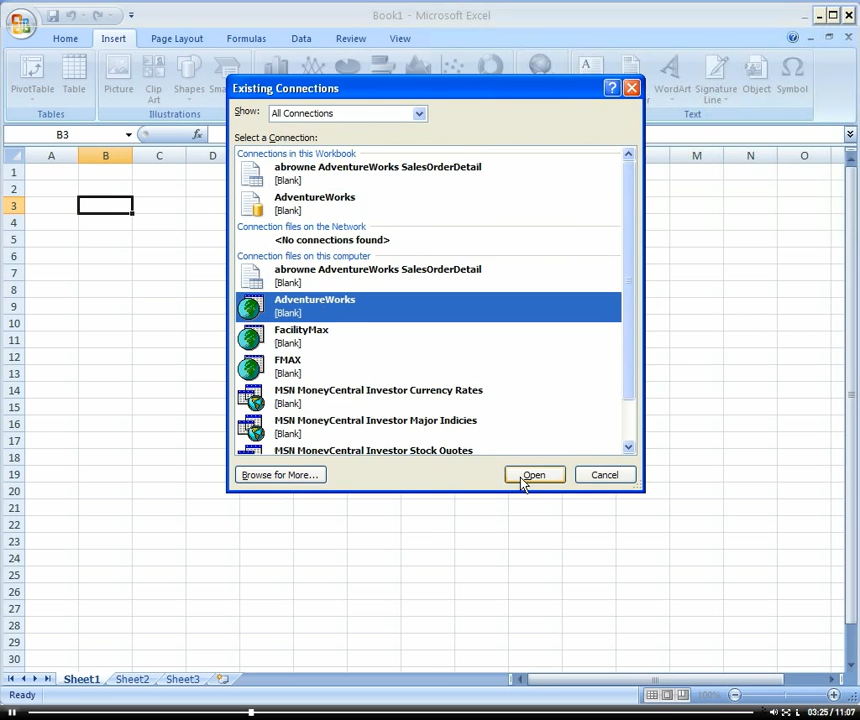 Book1 - Microsoft Excel
Home Insert Page Layout Formulas Data Review View
PivotTable Table Picture Clip Art Shapes WordArt Signature Line Object Symbol
Tables Illustrations Text
B3 fx
A B C D M N O
1
2
3
4
5
6
7
8
9
10
11
12
13
14
15
16
17
18
19
20
21
22
23
24
25
26
27
28
29
30
Existing Connections
Show: All Connections
Select a Connection:
Connections in this Workbook
abrowne AdventureWorks SalesOrderDetail
[Blank]
AdventureWorks
[Blank]
Connection files on the Network
<No connections found>
Connection files on this computer
abrowne AdventureWorks SalesOrderDetail
[Blank]
AdventureWorks
[Blank]
FacilityMax
[Blank]
FMAX
[Blank]
MSN MoneyCentral Investor Currency Rates
[Blank]
MSN MoneyCentral Investor Major Indicies
[Blank]
MSN MoneyCentral Investor Stock Quotes
Browse for More... Open Cancel
Sheet1 Sheet2 Sheet3
Ready 100%
03:25 / 11:07